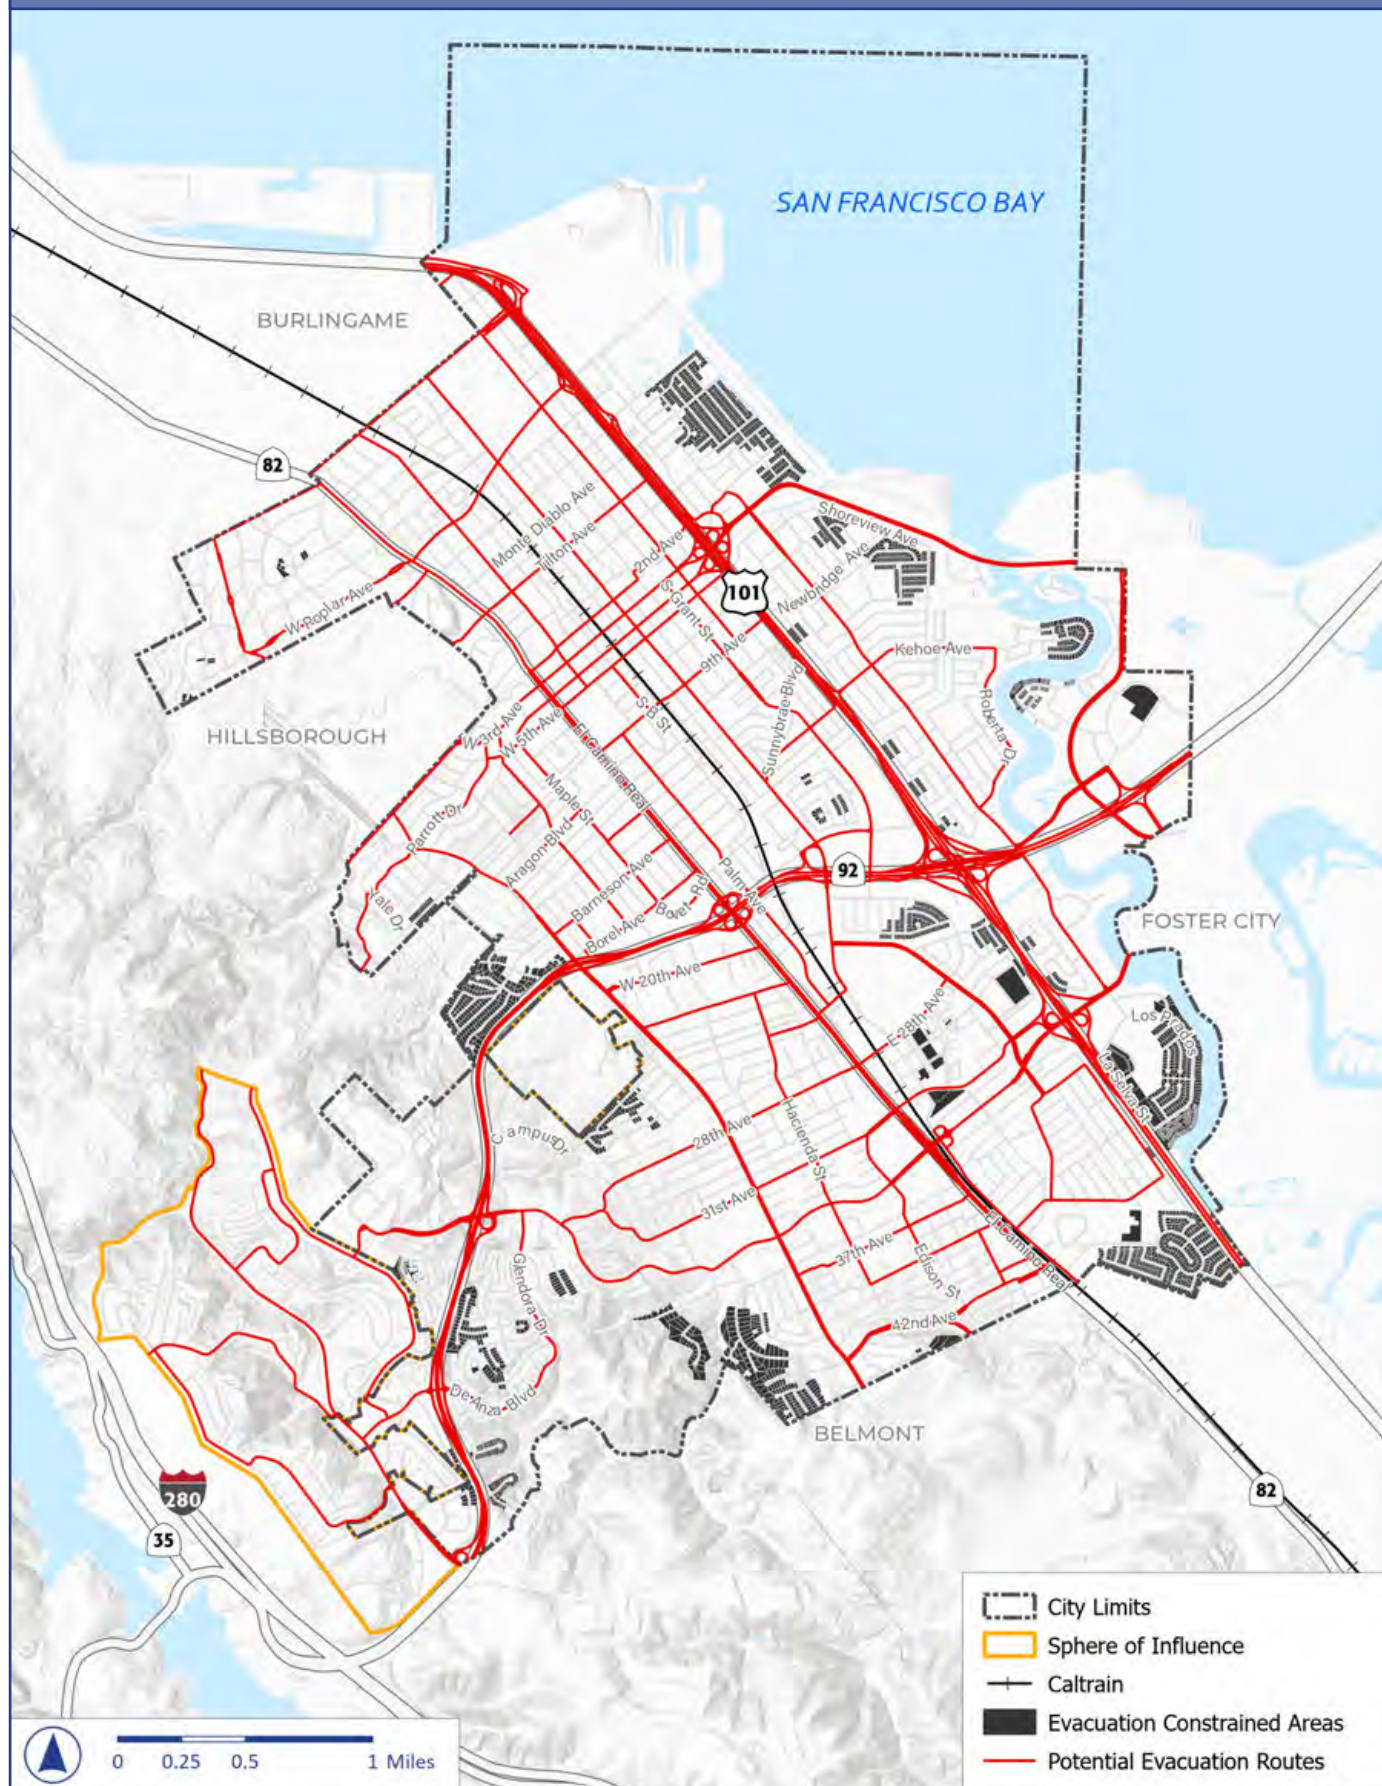 SAN FRANCISCO BAY
BURLINGAME
82
Monte Diablo Ave
Tilton Ave
2nd Ave
Shoreview Ave
101
Newbridge Ave
S Grant St
9th Ave
W Poplar Ave
Kehoe Ave
Roberta Dr
Sunnybrae Blvd
S B St
HILLSBOROUGH
W 3rd Ave
W 5th Ave
El Camino Real
Maple St
Parrott Dr
Aragon Blvd
Barneson Ave
Bovet Rd
Palm Ave
92
Yale Dr
Borel Ave
FOSTER CITY
W 20th Ave
E 28th Ave
Los Prados
La Selva St
Campus Dr
28th Ave
Hacienda St
31st Ave
37th Ave
Edison St
El Camino Real
Glendora Dr
42nd Ave
De Anza Blvd
BELMONT
280
35
82
City Limits
Sphere of Influence
Caltrain
Evacuation Constrained Areas
Potential Evacuation Routes
0 0.25 0.5 1 Miles